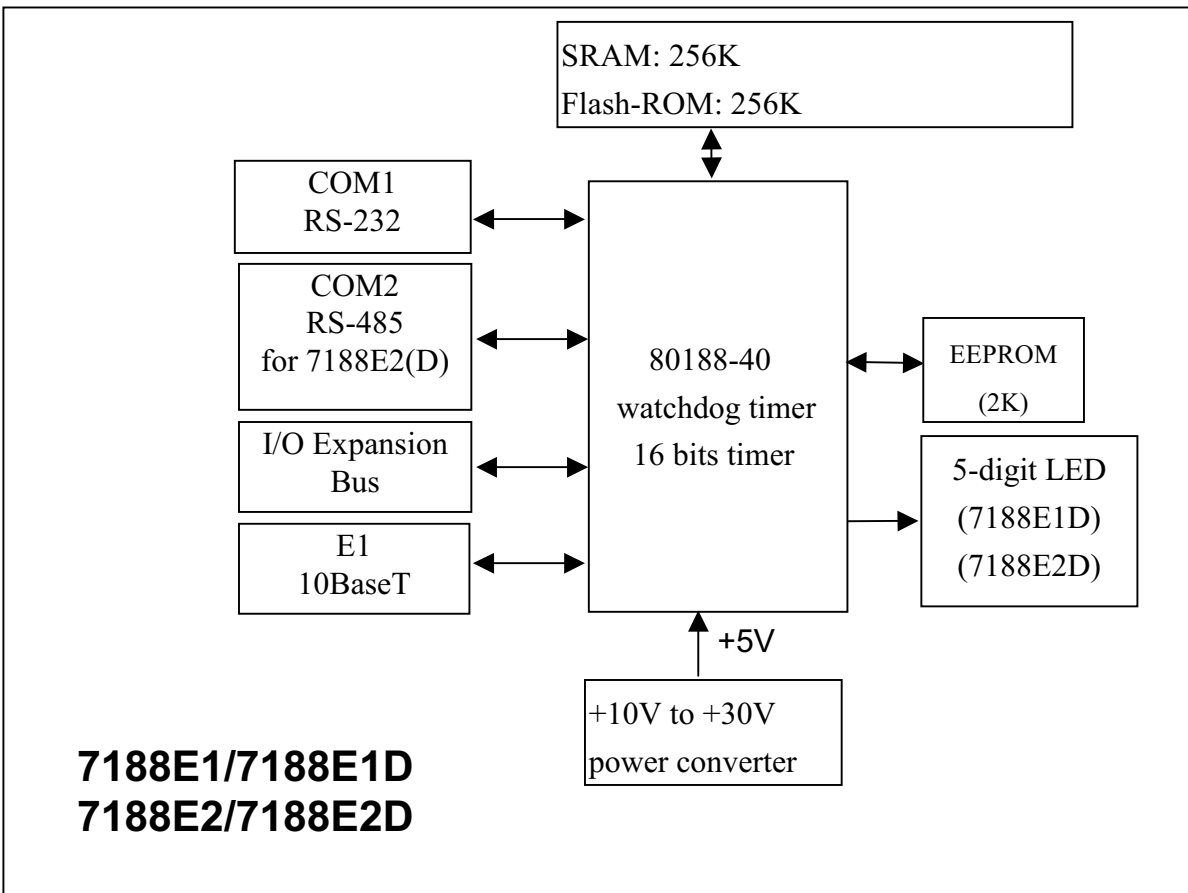 SRAM: 256K
Flash-ROM: 256K
COM1
RS-232
COM2
RS-485
for 7188E2(D)
I/O Expansion
Bus
E1
10BaseT
80188-40
watchdog timer
16 bits timer
EEPROM
(2K)
5-digit LED
(7188E1D)
(7188E2D)
+5V
+10V to +30V
power converter
7188E1/7188E1D
7188E2/7188E2D